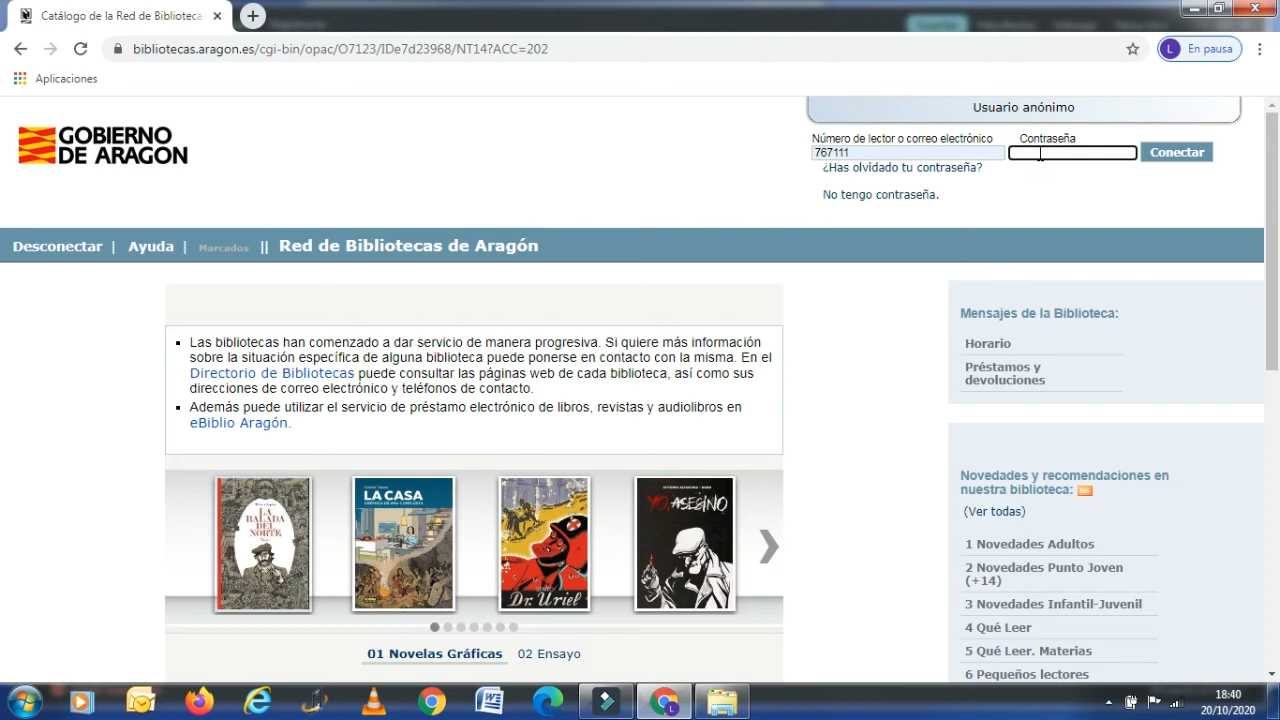 Catálogo de la Red de Biblioteca
bibliotecas.aragon.es/cgi-bin/opac/O7123/IDe7d23968/NT14?ACC=202
L En pausa
Aplicaciones
GOBIERNO
DE ARAGON
Usuario anónimo
Número de lector o correo electrónico Contraseña
767111 Conectar
¿Has olvidado tu contraseña?
No tengo contraseña.
Desconectar | Ayuda | Marcados || Red de Bibliotecas de Aragón
Las bibliotecas han comenzado a dar servicio de manera progresiva. Si quiere más información
sobre la situación específica de alguna biblioteca puede ponerse en contacto con la misma. En el
Directorio de Bibliotecas puede consultar las páginas web de cada biblioteca, así como sus
direcciones de correo electrónico y teléfonos de contacto.
Además puede utilizar el servicio de préstamo electrónico de libros, revistas y audiolibros en
eBiblio Aragón.
LA
BALADA
DEL
NORTE
LA CASA
Dr. Uriel
YO, ASESINO
01 Novelas Gráficas 02 Ensayo
Mensajes de la Biblioteca:
Horario
Préstamos y
devoluciones
Novedades y recomendaciones en
nuestra biblioteca:
(Ver todas)
1 Novedades Adultos
2 Novedades Punto Joven
(+14)
3 Novedades Infantil-Juvenil
4 Qué Leer
5 Qué Leer. Materias
6 Pequeños lectores
L
18:40
20/10/2020